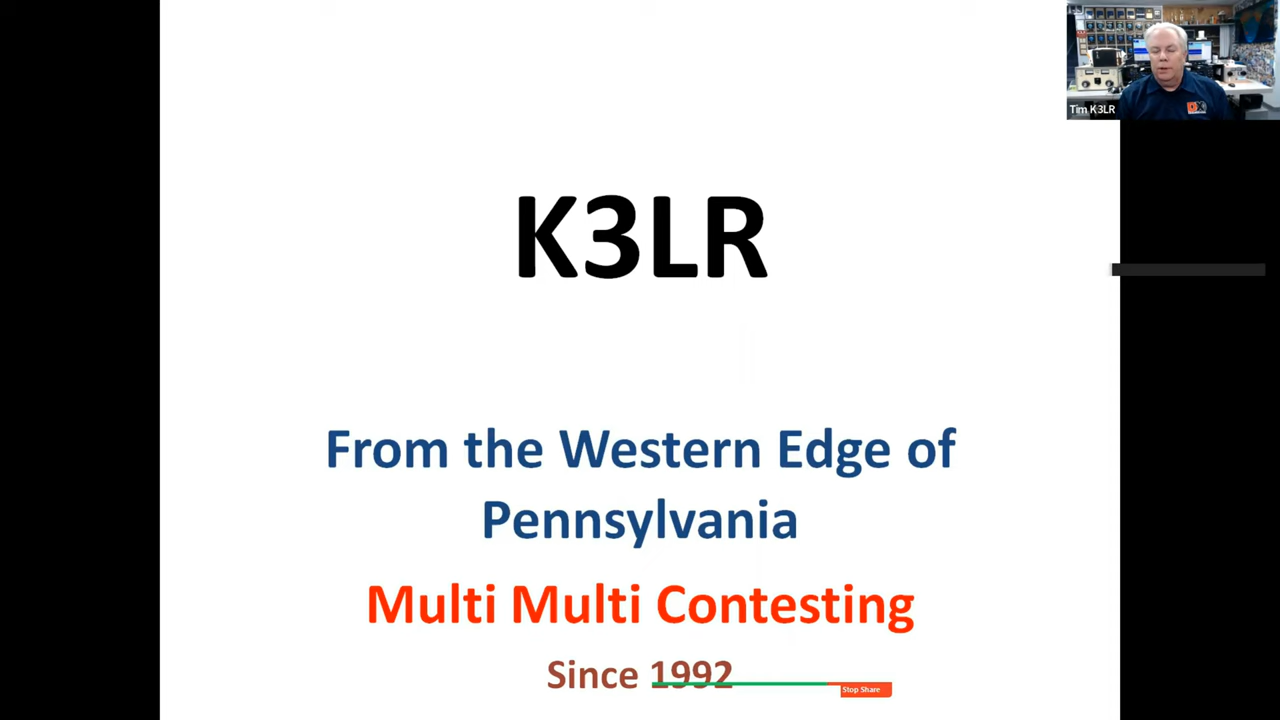 Tim K3LR
K3LR
From the Western Edge of
Pennsylvania
Multi Multi Contesting
Since 1992
Stop Share